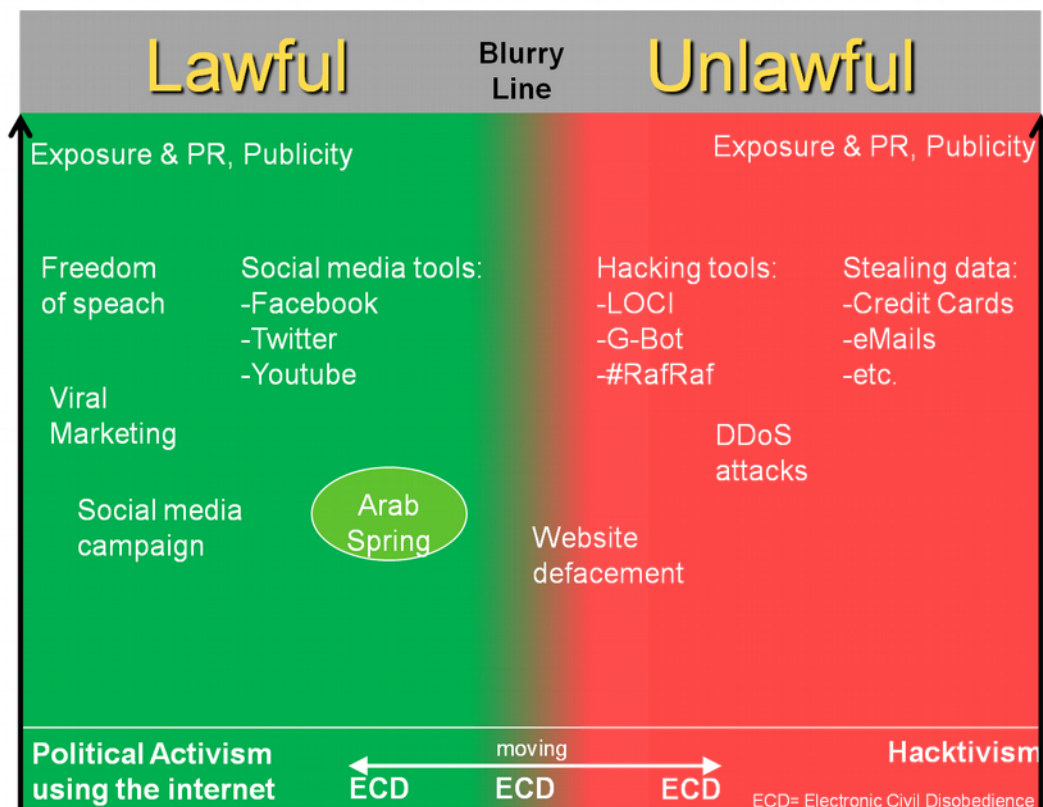 Lawful
Blurry
Line
Unlawful
Exposure & PR, Publicity
Exposure & PR, Publicity
Freedom
of speach
Social media tools:
-Facebook
-Twitter
-Youtube
Hacking tools:
-LOCI
-G-Bot
-#RafRaf
Stealing data:
-Credit Cards
-eMails
-etc.
Viral
Marketing
DDoS
attacks
Social media
campaign
Arab
Spring
Website
defacement
Political Activism
using the internet
moving
ECD
ECD
ECD
Hacktivism
ECD= Electronic Civil Disobedience